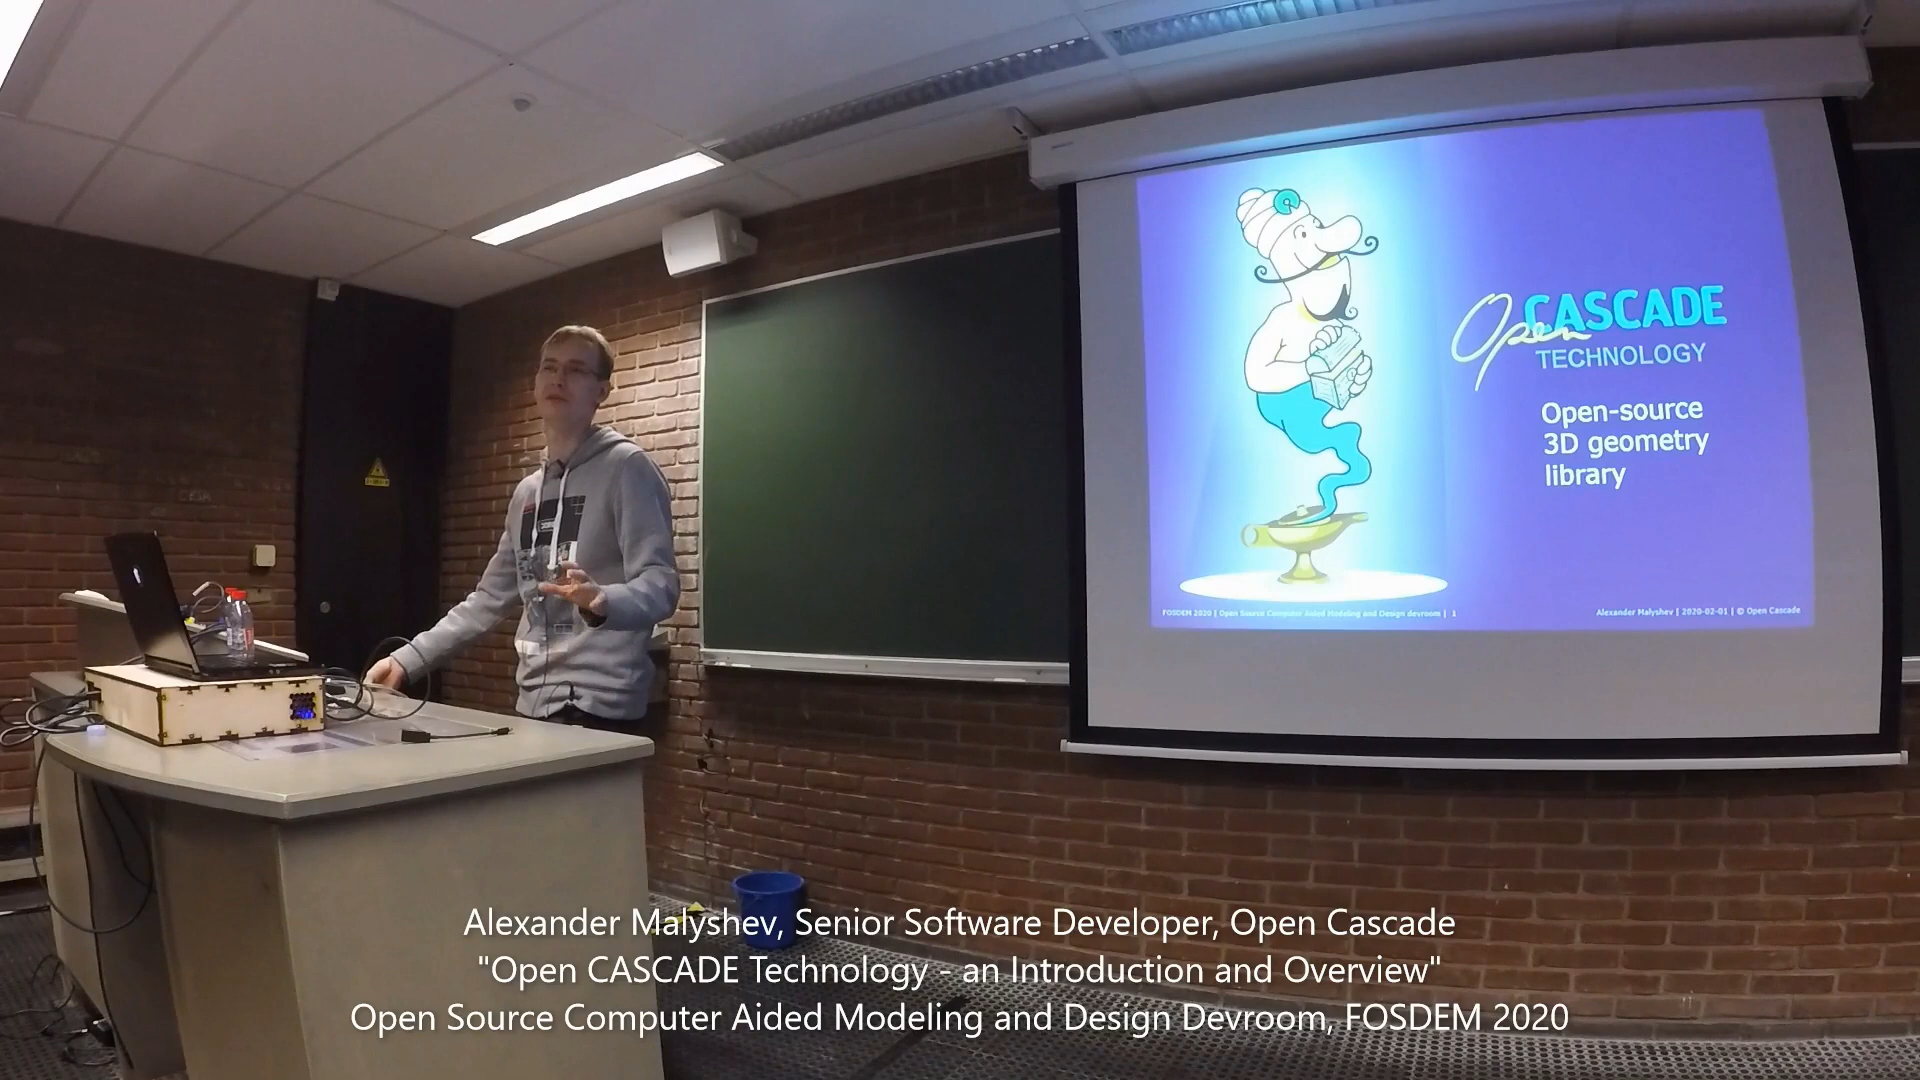 Open CASCADE
TECHNOLOGY
Open-source
3D geometry
library
FOSDEM 2020 | Open Source Computer Aided Modeling and Design devroom | 1
Alexander Malyshev | 2020-02-01 | © Open Cascade
Alexander Malyshev, Senior Software Developer, Open Cascade
"Open CASCADE Technology - an Introduction and Overview"
Open Source Computer Aided Modeling and Design Devroom, FOSDEM 2020